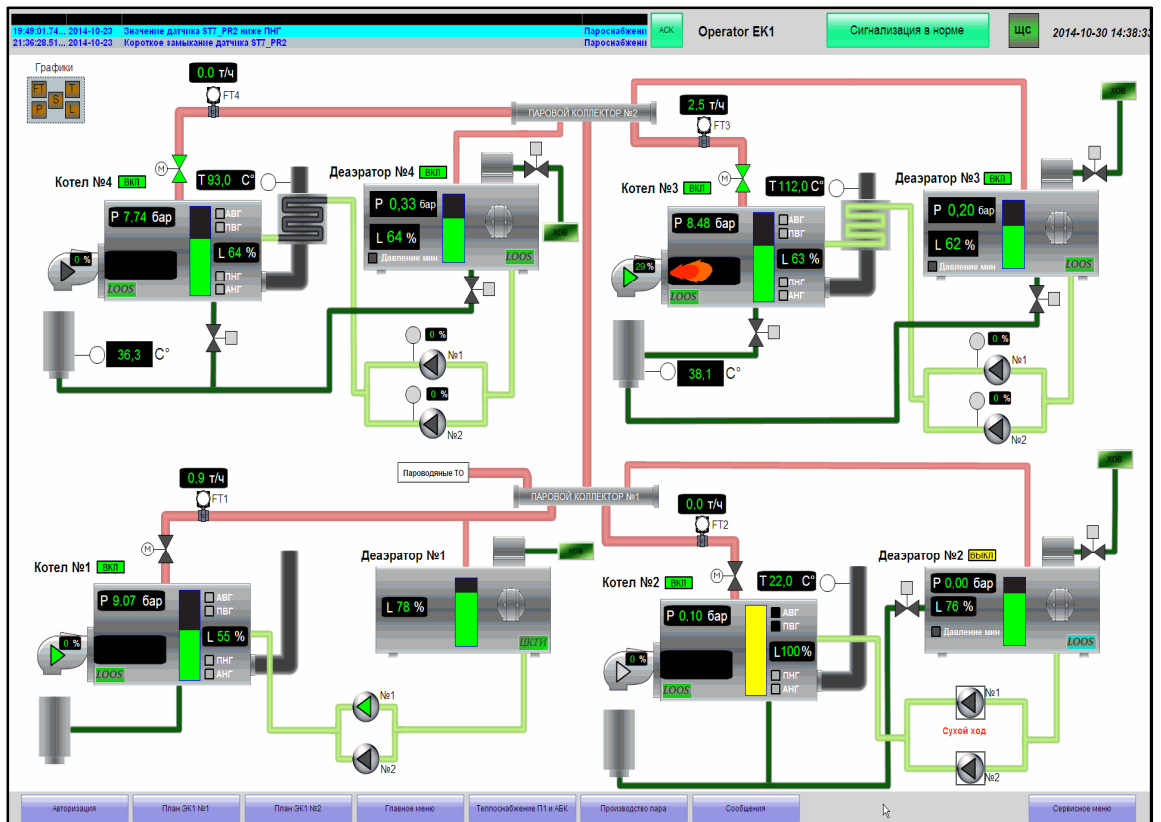 19:49:01.74... 2014-10-23 Значение датчика ST7_PR2 ниже ПНГ Пароснабжени
21:36:28.51... 2014-10-23 Короткое замыкание датчика ST7_PR2 Пароснабжени
АСК
Operator EK1
Сигнализация в норме
ЩС
2014-10-30 14:38:33
Графики
FT T
S
P L
0.0 т/ч
FT4
ПАРОВОЙ КОЛЛЕКТОР №2
2.5 т/ч
FT3
ХОВ
М
Котел №4 ВКЛ
T 93,0 C°
P 7.74 бар
АВГ
ПВГ
L 64 %
ПНГ
АНГ
0 %
LOOS
Деаэратор №4 ВКЛ
P 0,33 бар
L 64 %
Давление мин
LOOS
ХОВ
36,3 C°
0 %
№1
0 %
№2
М
Котел №3 ВКЛ
T 112,0 C°
P 8.48 бар
АВГ
ПВГ
L 63 %
ПНГ
АНГ
29 %
LOOS
Деаэратор №3 ВКЛ
P 0,20 бар
L 62 %
Давление мин
LOOS
38,1 C°
0 %
№1
0 %
№2
Пароводяные ТО
ПАРОВОЙ КОЛЛЕКТОР №1
0.9 т/ч
FT1
М
Котел №1 ВКЛ
P 9,07 бар
АВГ
ПВГ
L 55 %
ПНГ
АНГ
0 %
LOOS
Деаэратор №1
ХОВ
L 78 %
ЦКТИ
№1
№2
0.0 т/ч
FT2
М
Котел №2 ВКЛ
T 22,0 C°
P 0,10 бар
АВГ
ПВГ
L 100 %
ПНГ
АНГ
0 %
LOOS
ХОВ
Деаэратор №2 ВЫКЛ
P 0,00 бар
L 76 %
Давление мин
LOOS
№1
Сухой ход
№2
Авторизация
План ЭК1 №1
План ЭК1 №2
Главное меню
Теплоснабжение П1 и АБК
Производство пара
Сообщения
Сервисное меню